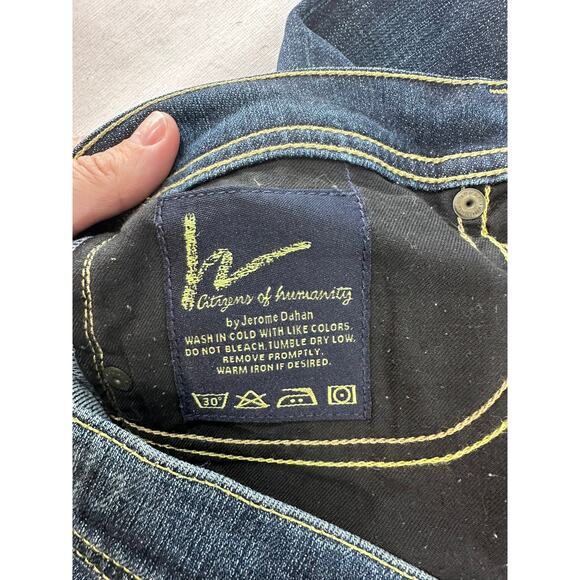 h
Citizens of humanity
by Jerome Dahan
WASH IN COLD WITH LIKE COLORS.
DO NOT BLEACH. TUMBLE DRY LOW.
REMOVE PROMPTLY.
WARM IRON IF DESIRED.
30°